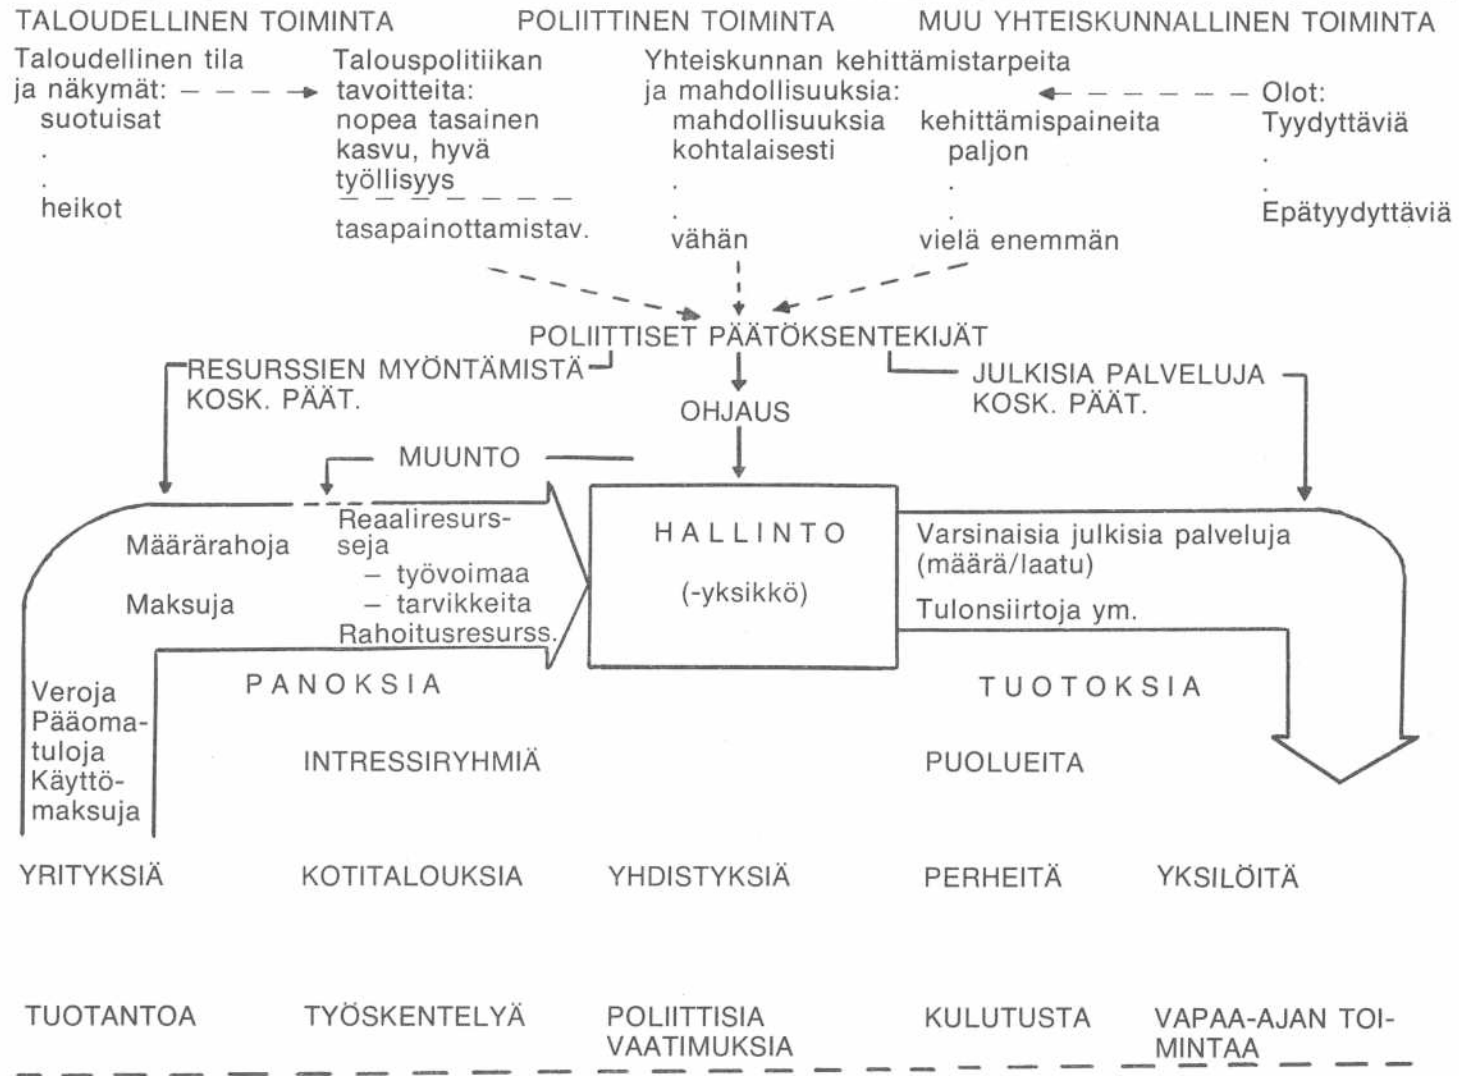 TALOUDELLINEN TOIMINTA
POLIITTINEN TOIMINTA
MUU YHTEISKUNNALLINEN TOIMINTA
Taloudellinen tila
ja näkymät:
suotuisat
.
.
heikot
Talouspolitiikan
tavoitteita:
nopea tasainen
kasvu, hyvä
työllisyys
tasapainottamistav.
Yhteiskunnan kehittämistarpeita
ja mahdollisuuksia:
mahdollisuuksia
kohtalaisesti
.
.
vähän
kehittämispaineita
paljon
.
.
vielä enemmän
Olot:
Tyydyttäviä
.
.
Epätyydyttäviä
POLIITTISET PÄÄTÖKSENTEKIJÄT
RESURSSIEN MYÖNTÄMISTÄ
KOSK. PÄÄT.
OHJAUS
JULKISIA PALVELUJA
KOSK. PÄÄT.
MUUNTO
Määrärahoja
Maksuja
Reaaliresurs-
seja
– työvoimaa
– tarvikkeita
Rahoitusresurss.
HALLINTO
(-yksikkö)
Varsinaisia julkisia palveluja
(määrä/laatu)
Tulonsiirtoja ym.
Veroja
Pääoma-
tuloja
Käyttö-
maksuja
PANOKSIA
TUOTOKSIA
INTRESSIRYHMIÄ
PUOLUEITA
YRITYKSIÄ
KOTITALOUKSIA
YHDISTYKSIÄ
PERHEITÄ
YKSILÖITÄ
TUOTANTOA
TYÖSKENTELYÄ
POLIITTISIA
VAATIMUKSIA
KULUTUSTA
VAPAA-AJAN TOI-
MINTAA